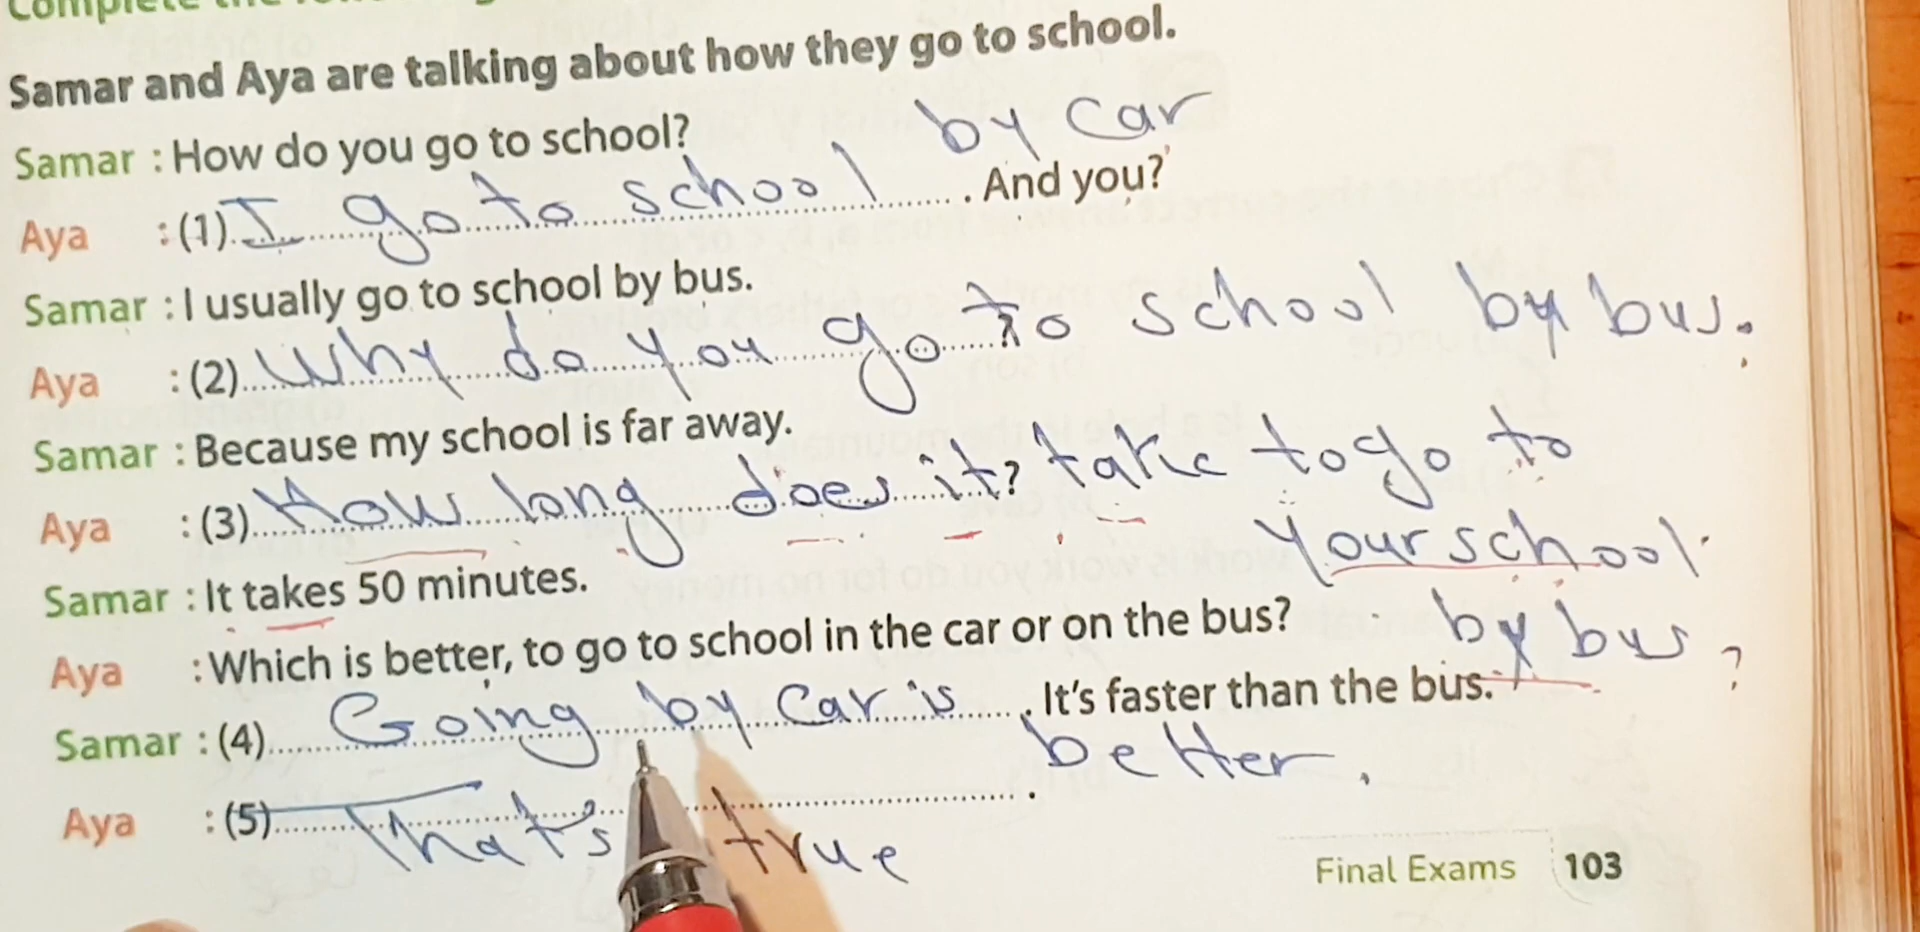 Complete the
Samar and Aya are talking about how they go to school.
Samar : How do you go to school?
by car
Aya : (1) I go to school . And you?
Samar : I usually go to school by bus.
Aya : (2) Why do you go to school by bus. ?
Samar : Because my school is far away.
Aya : (3) How long does it? take to go to
your school
Samar : It takes 50 minutes.
by bus ?
Aya : Which is better, to go to school in the car or on the bus?
Samar : (4) Going by car is . It's faster than the bus.
better.
Aya : (5) That's true .
Final Exams 103